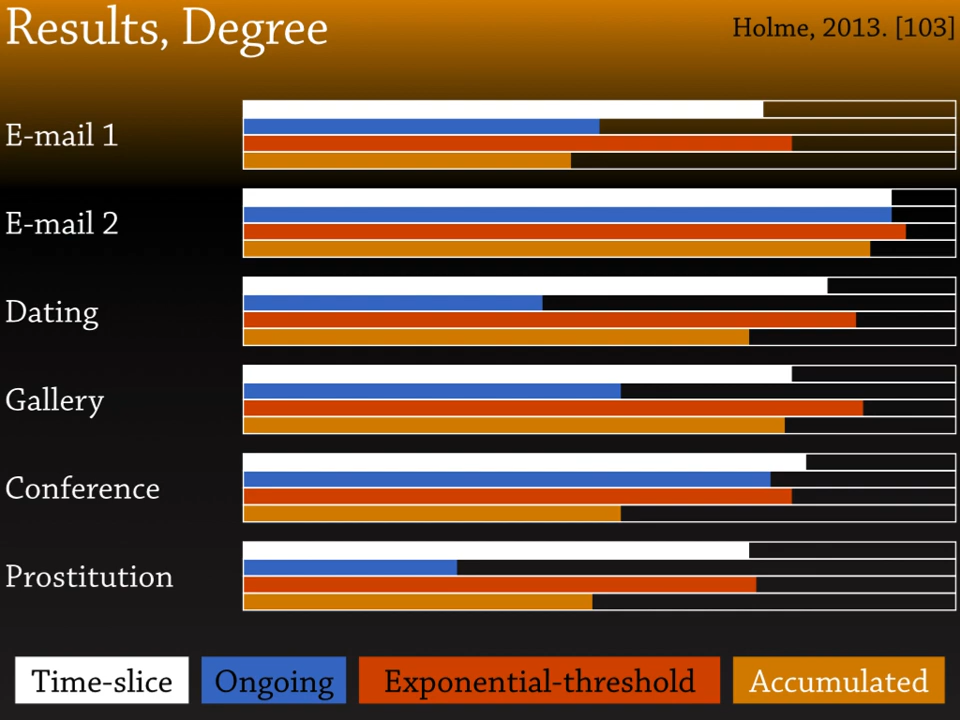 Results, Degree
Holme, 2013. [103]
E-mail 1
E-mail 2
Dating
Gallery
Conference
Prostitution
Time-slice
Ongoing
Exponential-threshold
Accumulated